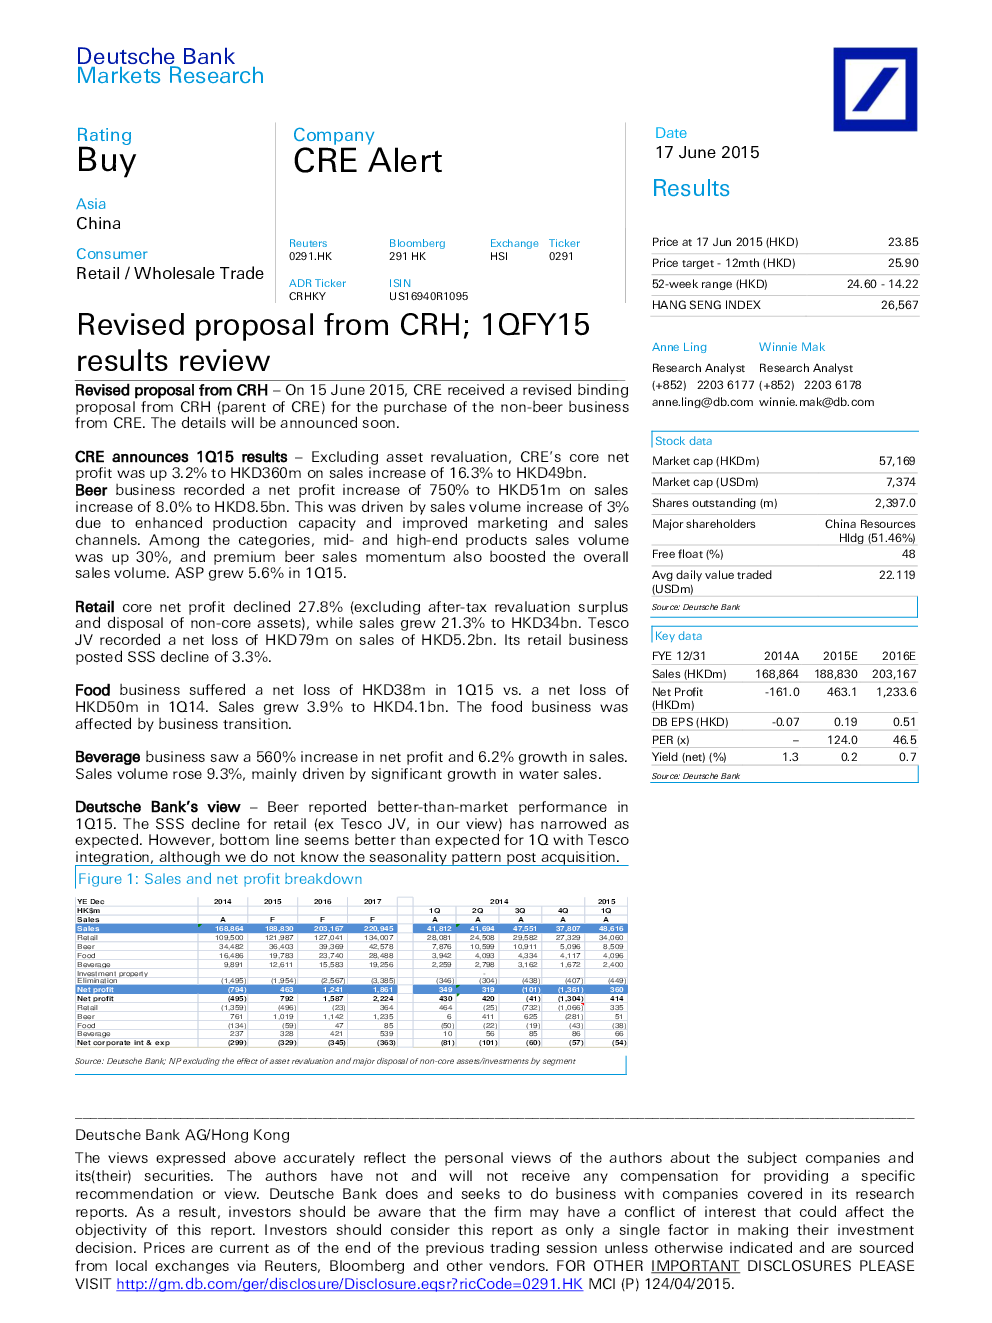 Deutsche Bank
Markets Research
Rating
Buy
Asia
China
Consumer
Retail / Wholesale Trade
Company
CRE Alert
Reuters Bloomberg Exchange Ticker
0291.HK 291 HK HSI 0291
ADR Ticker ISIN
CRHKY US16940R1095
Date
17 June 2015
Results
Price at 17 Jun 2015 (HKD) 23.85
Price target - 12mth (HKD) 25.90
52-week range (HKD) 24.60 - 14.22
HANG SENG INDEX 26,567
Revised proposal from CRH; 1QFY15
results review
Revised proposal from CRH – On 15 June 2015, CRE received a revised binding
proposal from CRH (parent of CRE) for the purchase of the non-beer business
from CRE. The details will be announced soon.
CRE announces 1Q15 results – Excluding asset revaluation, CRE's core net
profit was up 3.2% to HKD360m on sales increase of 16.3% to HKD49bn.
Beer business recorded a net profit increase of 750% to HKD51m on sales
increase of 8.0% to HKD8.5bn. This was driven by sales volume increase of 3%
due to enhanced production capacity and improved marketing and sales
channels. Among the categories, mid- and high-end products sales volume
was up 30%, and premium beer sales momentum also boosted the overall
sales volume. ASP grew 5.6% in 1Q15.
Retail core net profit declined 27.8% (excluding after-tax revaluation surplus
and disposal of non-core assets), while sales grew 21.3% to HKD34bn. Tesco
JV recorded a net loss of HKD79m on sales of HKD5.2bn. Its retail business
posted SSS decline of 3.3%.
Food business suffered a net loss of HKD38m in 1Q15 vs. a net loss of
HKD50m in 1Q14. Sales grew 3.9% to HKD4.1bn. The food business was
affected by business transition.
Beverage business saw a 560% increase in net profit and 6.2% growth in sales.
Sales volume rose 9.3%, mainly driven by significant growth in water sales.
Deutsche Bank's view – Beer reported better-than-market performance in
1Q15. The SSS decline for retail (ex Tesco JV, in our view) has narrowed as
expected. However, bottom line seems better than expected for 1Q with Tesco
integration, although we do not know the seasonality pattern post acquisition.
Anne Ling Winnie Mak
Research Analyst Research Analyst
(+852) 2203 6177 (+852) 2203 6178
anne.ling@db.com winnie.mak@db.com
Stock data
Market cap (HKDm) 57,169
Market cap (USDm) 7,374
Shares outstanding (m) 2,397.0
Major shareholders China Resources
Hldg (51.46%)
Free float (%) 48
Avg daily value traded 22.119
(USDm)
Source: Deutsche Bank
Key data
FYE 12/31 2014A 2015E 2016E
Sales (HKDm) 168,864 188,830 203,167
Net Profit -161.0 463.1 1,233.6
(HKDm)
DB EPS (HKD) -0.07 0.19 0.51
PER (x) – 124.0 46.5
Yield (net) (%) 1.3 0.2 0.7
Source: Deutsche Bank
Figure 1: Sales and net profit breakdown
YE Dec 2014 2015 2016 2017 2014 2015
HK$m 1Q 2Q 3Q 4Q 1Q
Sales A F F F A A A A A
Sales 168,864 188,830 203,167 220,945 41,812 41,694 47,551 37,807 48,616
Retail 109,500 121,987 127,041 134,007 28,081 24,508 29,582 27,329 34,060
Beer 34,482 36,403 39,369 42,578 7,876 10,599 10,911 5,096 8,509
Food 16,486 19,783 23,740 28,488 3,942 4,093 4,334 4,117 4,096
Beverage 9,891 12,611 15,583 19,256 2,259 2,798 3,162 1,672 2,400
Investment property -
Elimination (1,495) (1,954) (2,567) (3,385) (346) (304) (438) (407) (449)
Net profit (794) 463 1,241 1,861 349 319 (101) (1,361) 360
Net profit (495) 792 1,587 2,224 430 420 (41) (1,304) 414
Retail (1,359) (496) (23) 364 464 (25) (732) (1,066) 335
Beer 761 1,019 1,142 1,235 6 411 625 (281) 51
Food (134) (59) 47 85 (50) (22) (19) (43) (38)
Beverage 237 328 421 539 10 56 85 86 66
Net corporate int & exp (299) (329) (345) (363) (81) (101) (60) (57) (54)
Source: Deutsche Bank; NP excluding the effect of asset revaluation and major disposal of non-core assets/investments by segment
Deutsche Bank AG/Hong Kong
The views expressed above accurately reflect the personal views of the authors about the subject companies and
its(their) securities. The authors have not and will not receive any compensation for providing a specific
recommendation or view. Deutsche Bank does and seeks to do business with companies covered in its research
reports. As a result, investors should be aware that the firm may have a conflict of interest that could affect the
objectivity of this report. Investors should consider this report as only a single factor in making their investment
decision. Prices are current as of the end of the previous trading session unless otherwise indicated and are sourced
from local exchanges via Reuters, Bloomberg and other vendors. FOR OTHER IMPORTANT DISCLOSURES PLEASE
VISIT http://gm.db.com/ger/disclosure/Disclosure.eqsr?ricCode=0291.HK MCI (P) 124/04/2015.